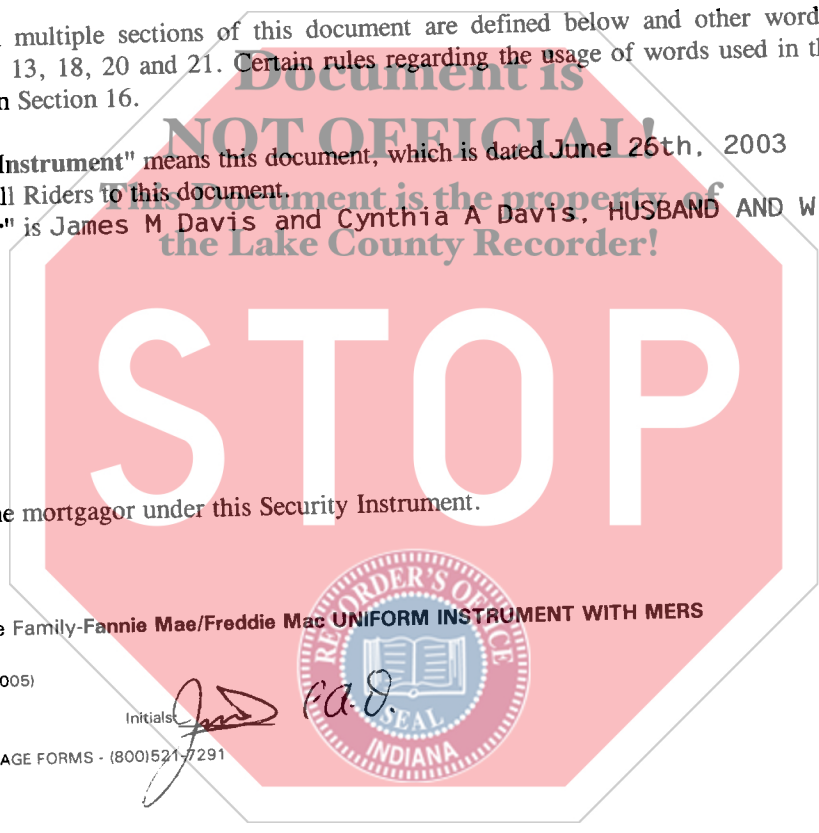 multiple sections of this document are defined below and other word
13, 18, 20 and 21. Certain rules regarding the usage of words used in th
n Section 16.
Document is
NOT OFFICIAL!
Instrument" means this document, which is dated June 26th, 2003
ll Riders to this document.
This Document is the property of
" is James M Davis and Cynthia A Davis, HUSBAND AND W
the Lake County Recorder!
STOP
e mortgagor under this Security Instrument.
RECORDER'S OFFICE
SEAL
INDIANA
e Family-Fannie Mae/Freddie Mac UNIFORM INSTRUMENT WITH MERS
005)
Initials:
C.A.D.
AGE FORMS - (800)521-7291